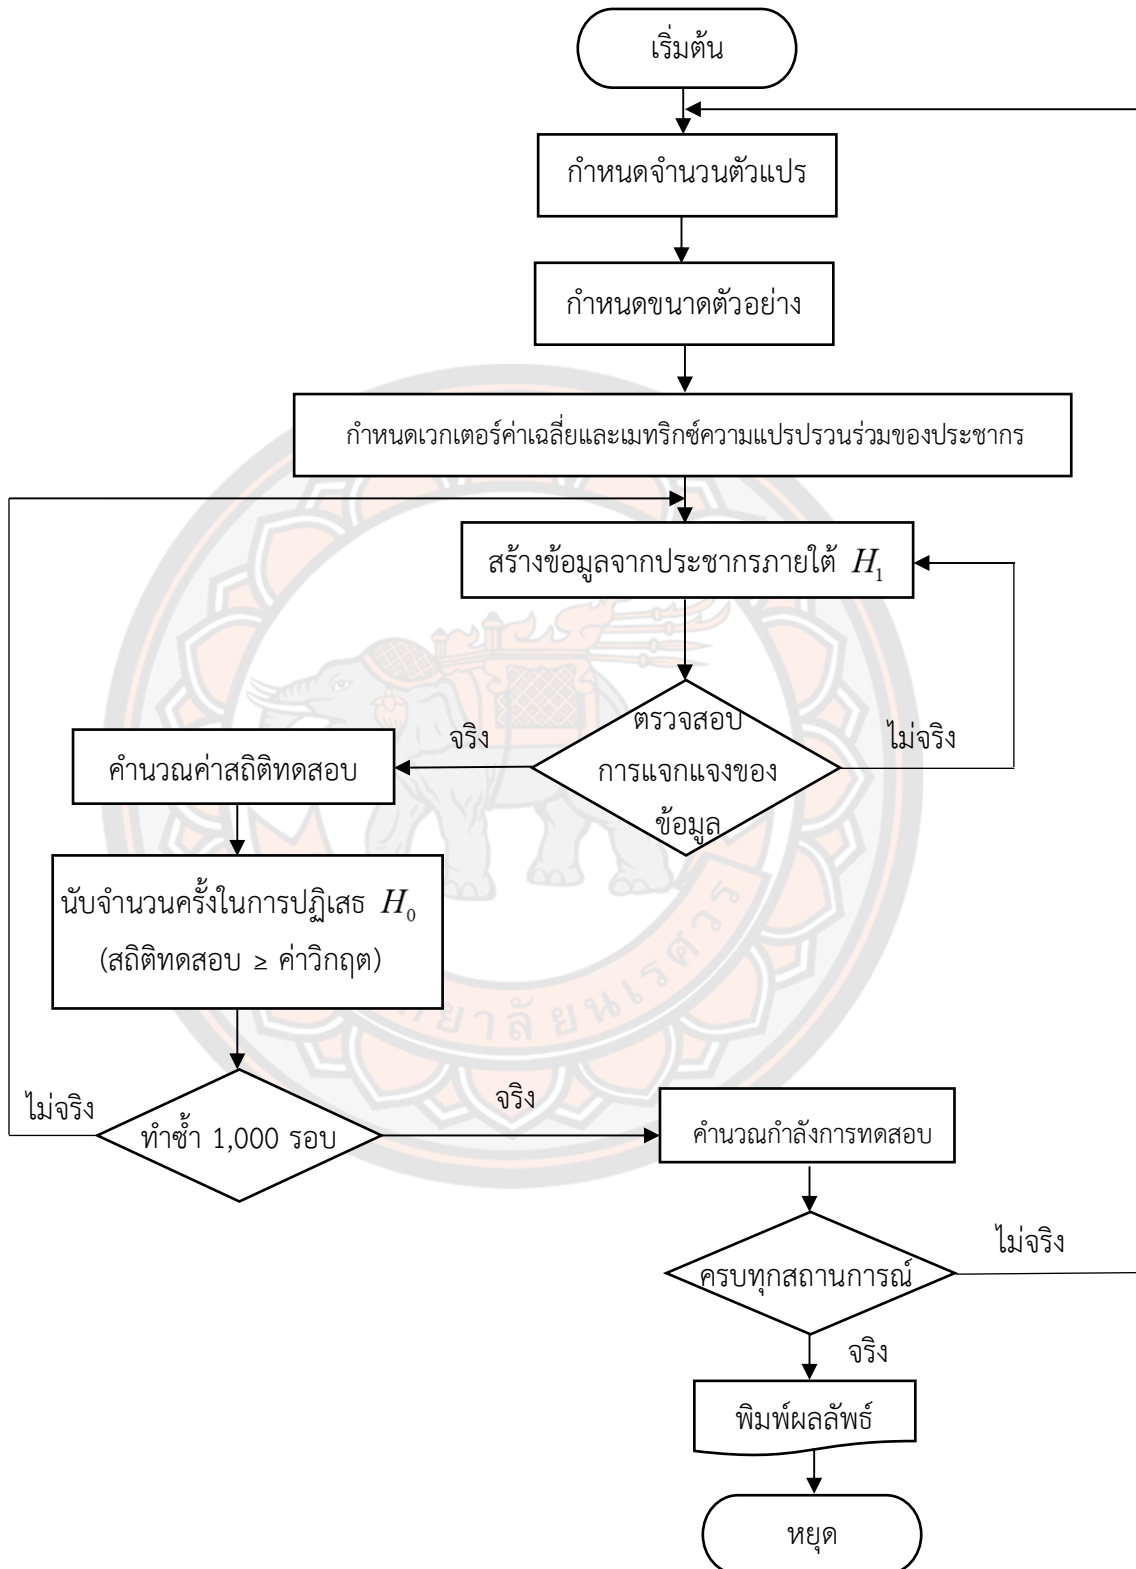 เริ่มต้น
กำหนดจำนวนตัวแปร
กำหนดขนาดตัวอย่าง
กำหนดเวกเตอร์ค่าเฉลี่ยและเมทริกซ์ความแปรปรวนร่วมของประชากร
สร้างข้อมูลจากประชากรภายใต้ H₁
ตรวจสอบ
การแจกแจงของ
ข้อมูล
จริง
ไม่จริง
คำนวณค่าสถิติทดสอบ
นับจำนวนครั้งในการปฏิเสธ H₀
(สถิติทดสอบ ≥ ค่าวิกฤต)
ไม่จริง
ทำซ้ำ 1,000 รอบ
จริง
คำนวณกำลังการทดสอบ
ครบทุกสถานการณ์
ไม่จริง
จริง
พิมพ์ผลลัพธ์
หยุด